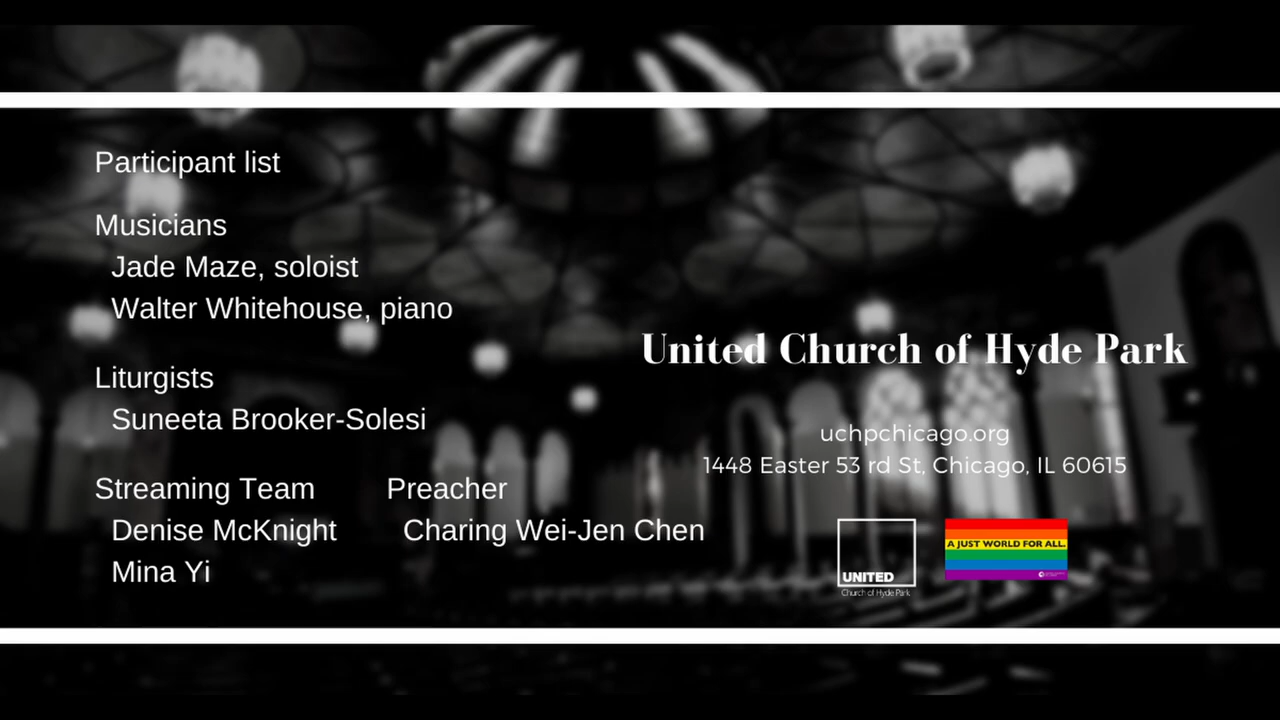 Participant list
Musicians
Jade Maze, soloist
Walter Whitehouse, piano
Liturgists
Suneeta Brooker-Solesi
Streaming Team
Denise McKnight
Mina Yi
Preacher
Charing Wei-Jen Chen
United Church of Hyde Park
uchpchicago.org
1448 Easter 53 rd St, Chicago, IL 60615
UNITED
Church of Hyde Park
A JUST WORLD FOR ALL.